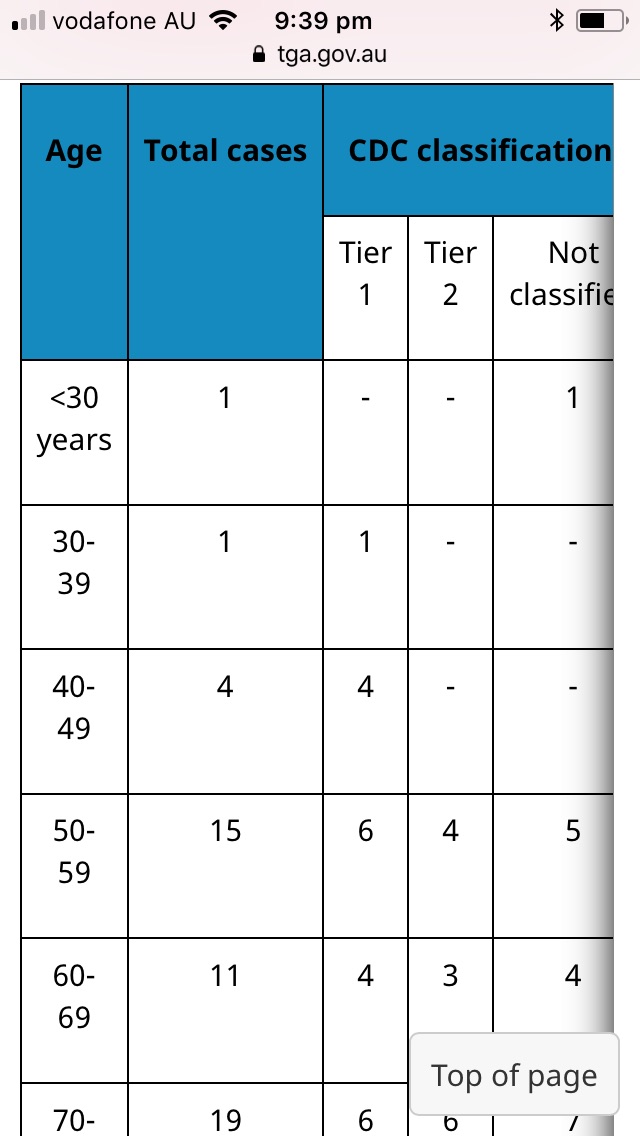 vodafone AU 9:39 pm
tga.gov.au
Age Total cases CDC classification
Tier Tier Not
1 2 classifie
<30 1 - - 1
years
30- 1 1 - -
39
40- 4 4 - -
49
50- 15 6 4 5
59
60- 11 4 3 4
69
Top of page
70- 19 6 6 7